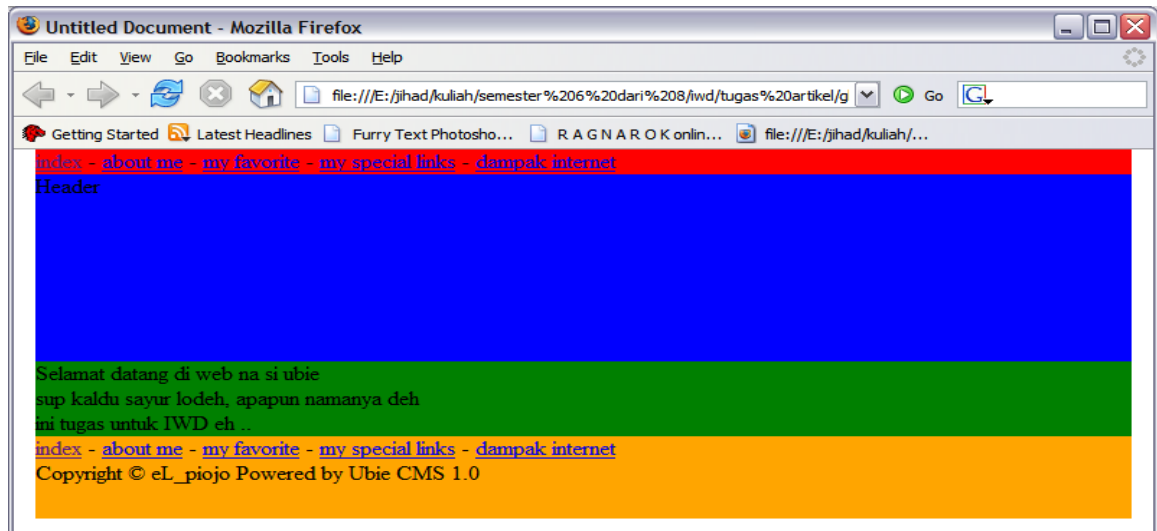 Untitled Document - Mozilla Firefox
File Edit View Go Bookmarks Tools Help
file:///E:/jihad/kuliah/semester%206%20dari%208/iwd/tugas%20artikel/g Go G
Getting Started Latest Headlines Furry Text Photosho... R A G N A R O K onlin... file:///E:/jihad/kuliah/...
index - about me - my favorite - my special links - dampak internet
Header
Selamat datang di web na si ubie
sup kaldu sayur lodeh, apapun namanya deh
ini tugas untuk IWD eh ..
index - about me - my favorite - my special links - dampak internet
Copyright © eL_piojo Powered by Ubie CMS 1.0